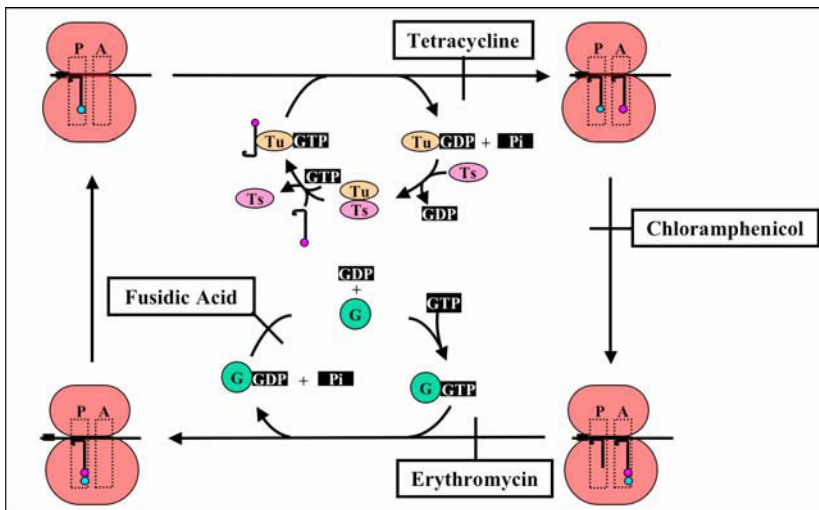 Tetracycline
P A
P A
Tu GTP
Tu GDP + Pi
GTP
Ts
Ts
Tu
Ts
GDP
Chloramphenicol
GDP
+
G
Fusidic Acid
GTP
G GDP + Pi
G GTP
P A
P A
Erythromycin